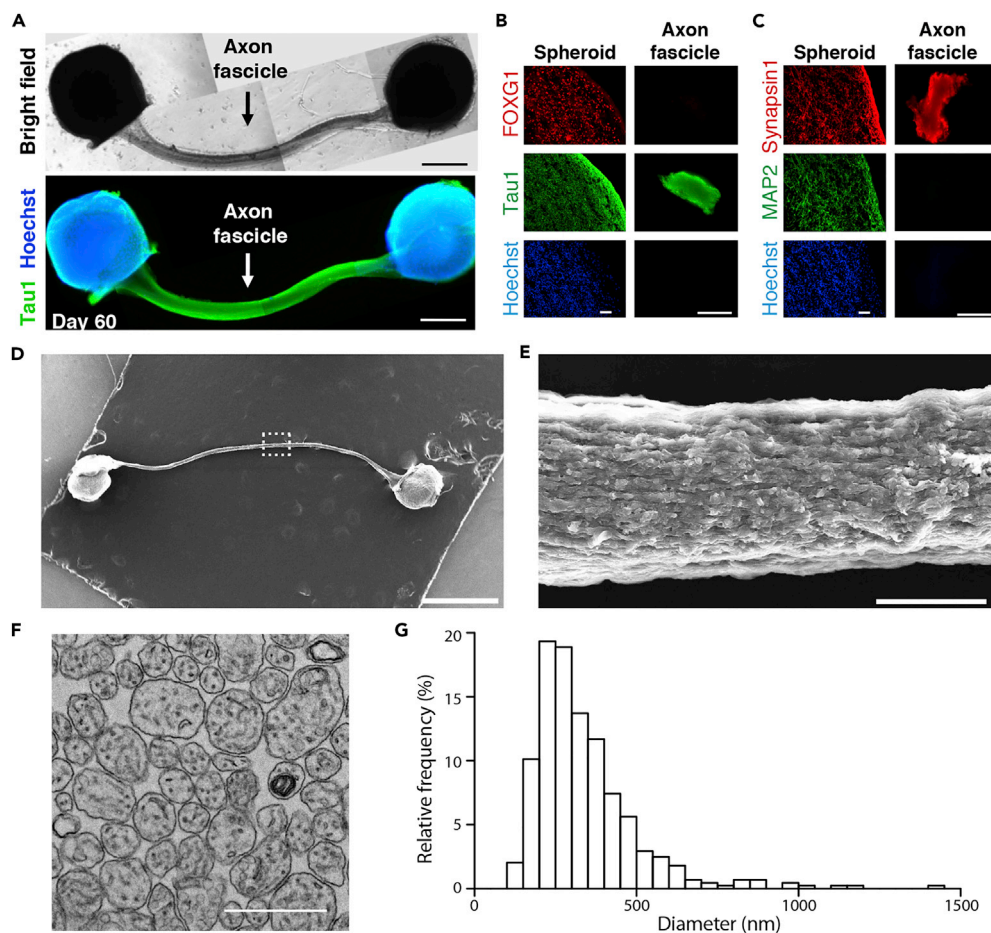 A
Bright field
Axon
fascicle
Tau1 Hoechst
Axon
fascicle
Day 60
B
Spheroid
Axon
fascicle
FOXG1
Tau1
Hoechst
C
Spheroid
Axon
fascicle
Synapsin1
MAP2
Hoechst
D
E
F
G
Relative frequency (%)
20
15
10
5
0
0
500
1000
1500
Diameter (nm)